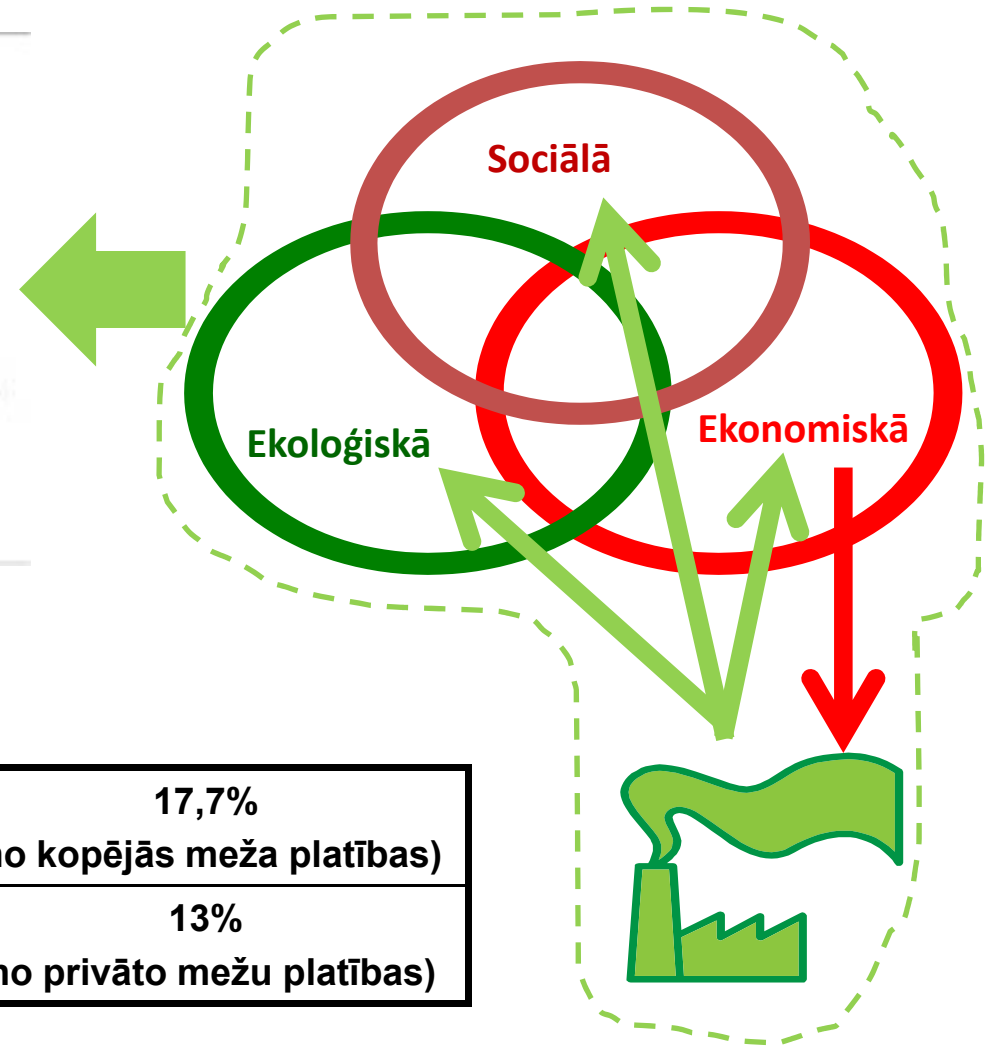 Sociālā
Ekoloģiskā
Ekonomiskā
17,7%
no kopējās meža platības)
13%
no privāto mežu platības)